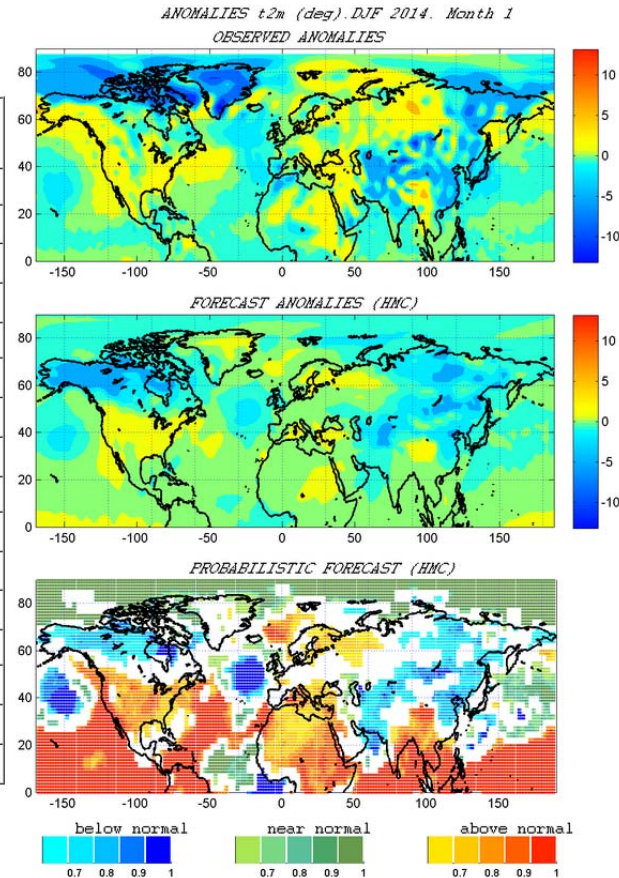 ANOMALIES t2m (deg).DJF 2014. Month 1
OBSERVED ANOMALIES
80
60
40
20
0
-150 -100 -50 0 50 100 150
10
5
0
-5
-10
FORECAST ANOMALIES (HMC)
80
60
40
20
0
-150 -100 -50 0 50 100 150
10
5
0
-5
-10
PROBABILISTIC FORECAST (HMC)
80
60
40
20
0
-150 -100 -50 0 50 100 150
below normal near normal above normal
0.7 0.8 0.9 1 0.7 0.8 0.9 1 0.7 0.8 0.9 1